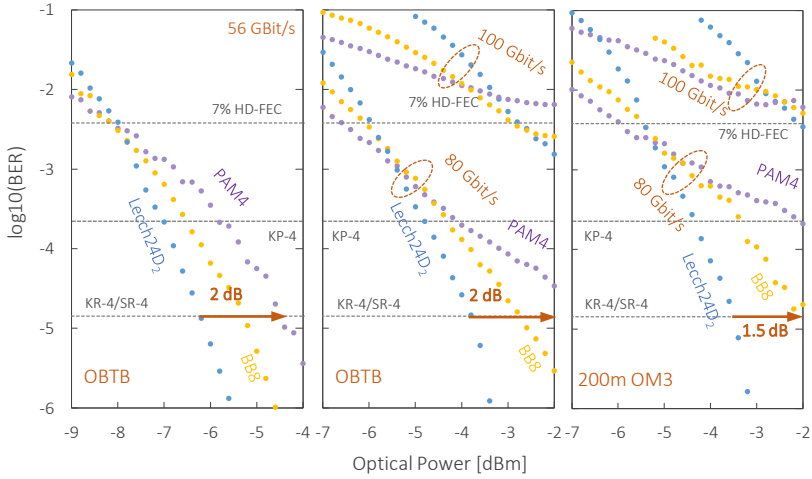 log10(BER)
-1
-2
-3
-4
-5
-6
56 GBit/s
7% HD-FEC
PAM4
Lecch24D2
KP-4
KR-4/SR-4
2 dB
BB8
OBTB
-9
-8
-7
-6
-5
-4
100 Gbit/s
7% HD-FEC
80 Gbit/s
PAM4
Lecch24D2
KP-4
KR-4/SR-4
2 dB
BB8
OBTB
-7
-6
-5
-4
-3
-2
100 Gbit/s
7% HD-FEC
PAM4
80 Gbit/s
KP-4
Lecch24D2
BB8
KR-4/SR-4
1.5 dB
200m OM3
-7
-6
-5
-4
-3
-2
Optical Power [dBm]